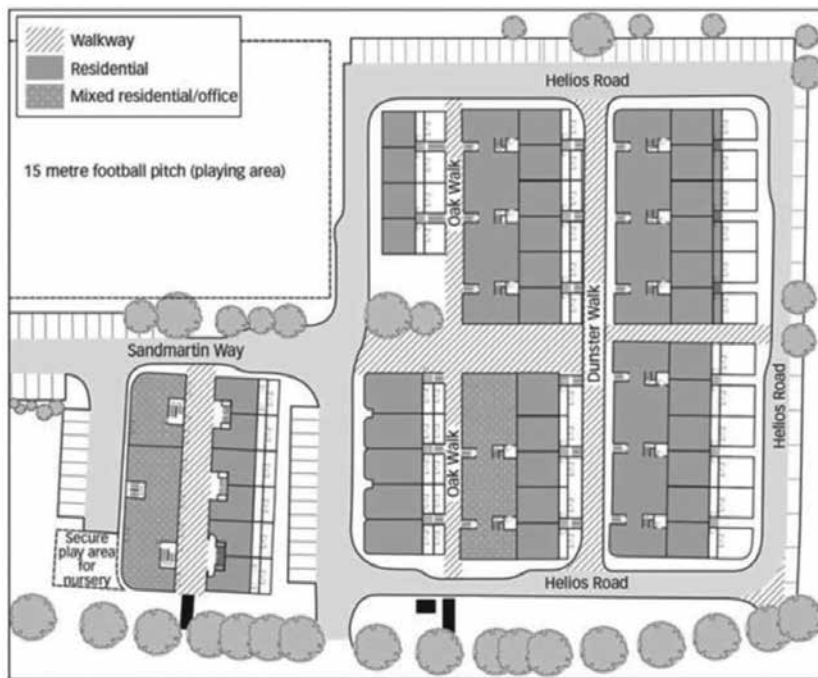 Walkway
Residential
Mixed residential/office
15 metre football pitch (playing area)
Helios Road
Oak Walk
Dunster Walk
Sandmartin Way
Helios Road
Oak Walk
Secure
play area
for
nursery
Helios Road